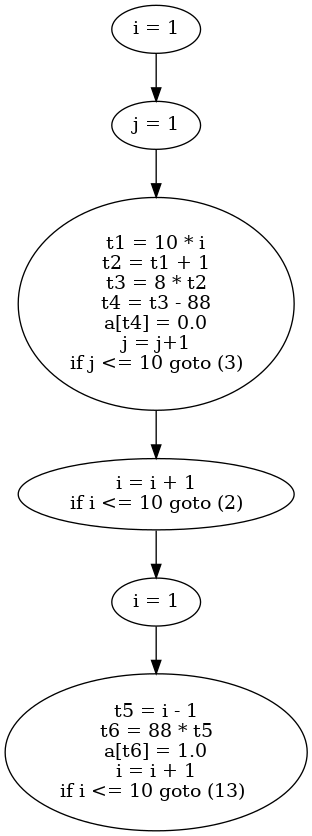 i = 1
j = 1
t1 = 10 * i
t2 = t1 + 1
t3 = 8 * t2
t4 = t3 - 88
a[t4] = 0.0
j = j+1
if j <= 10 goto (3)
i = i + 1
if i <= 10 goto (2)
i = 1
t5 = i - 1
t6 = 88 * t5
a[t6] = 1.0
i = i + 1
if i <= 10 goto (13)